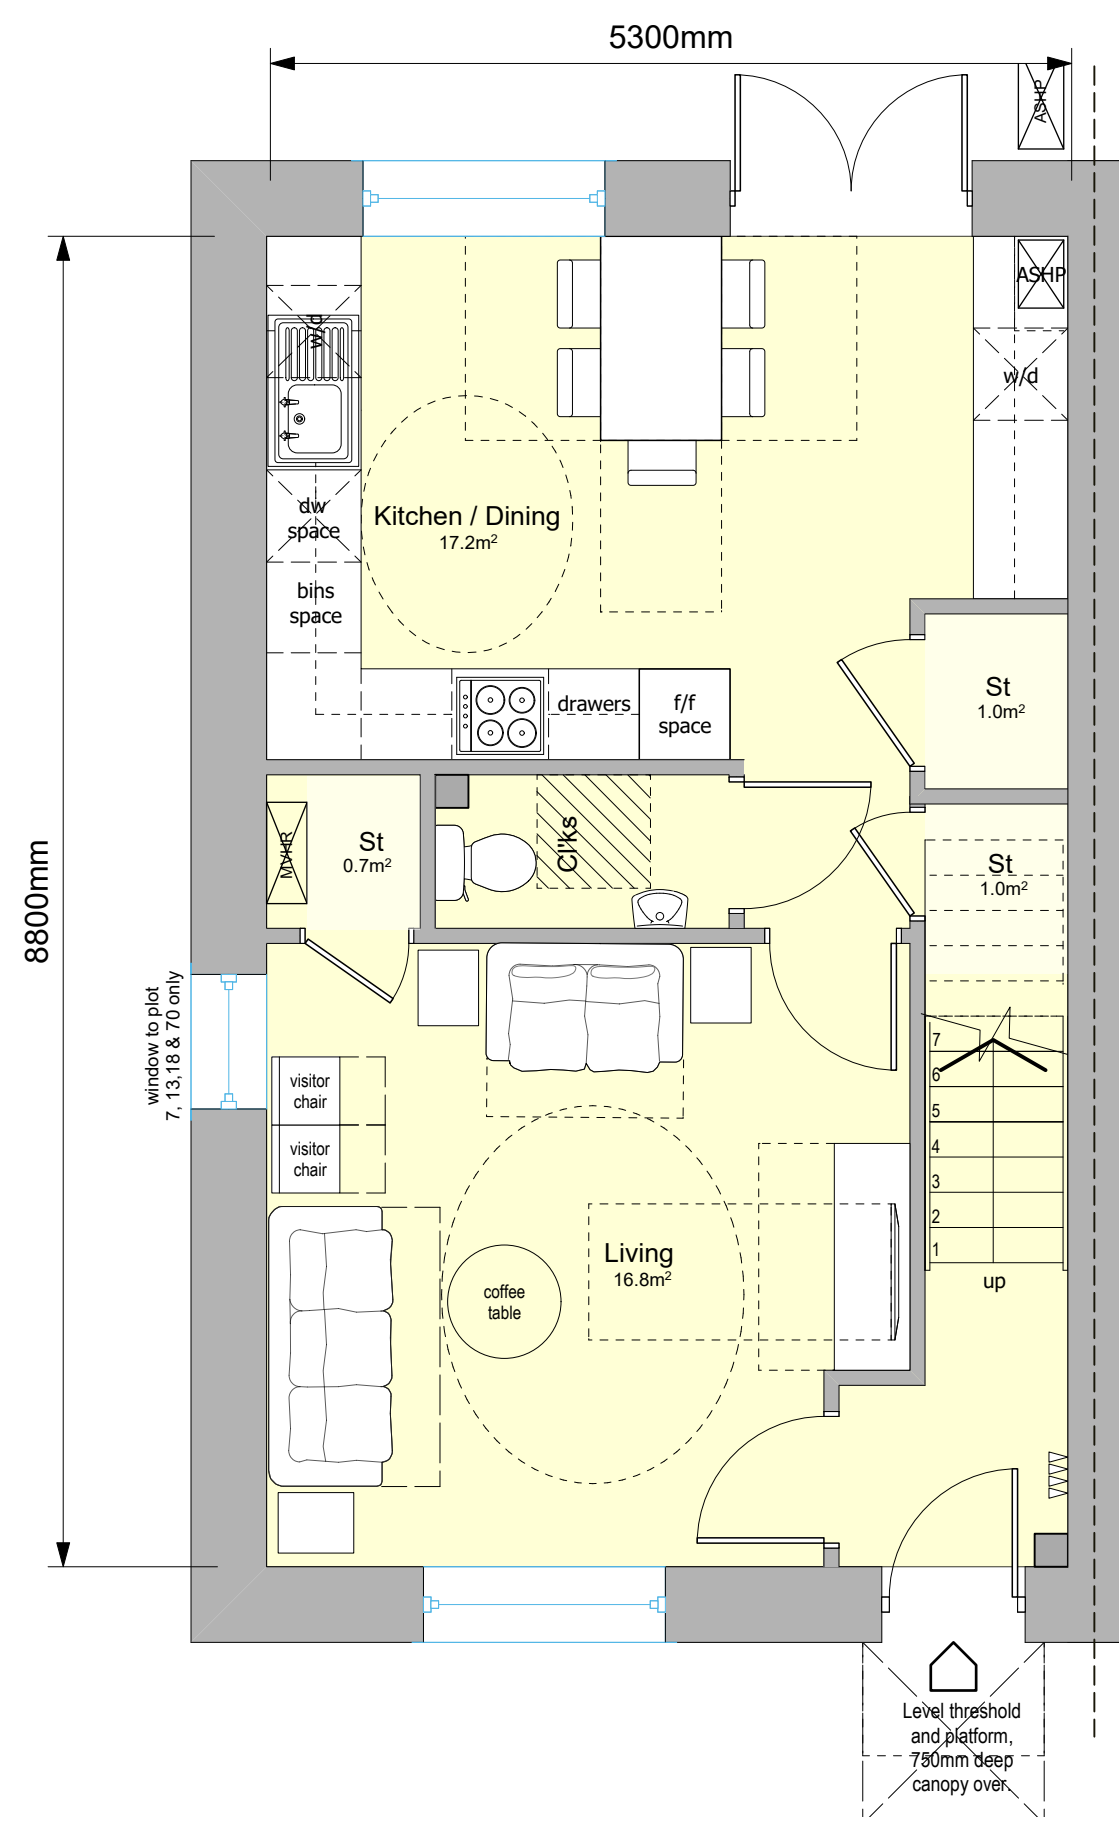 5300mm
ASHP
ASHP
w/d
w/d
dw
space
Kitchen / Dining
17.2m²
bins
space
drawers
f/f
space
St
1.0m²
MVHR
St
0.7m²
Cl'ks
St
1.0m²
8800mm
window to plot
7, 13,18 & 70 only
visitor
chair
visitor
chair
7
6
5
4
3
2
1
up
Living
16.8m²
coffee
table
Level threshold
and platform,
750mm deep
canopy over.